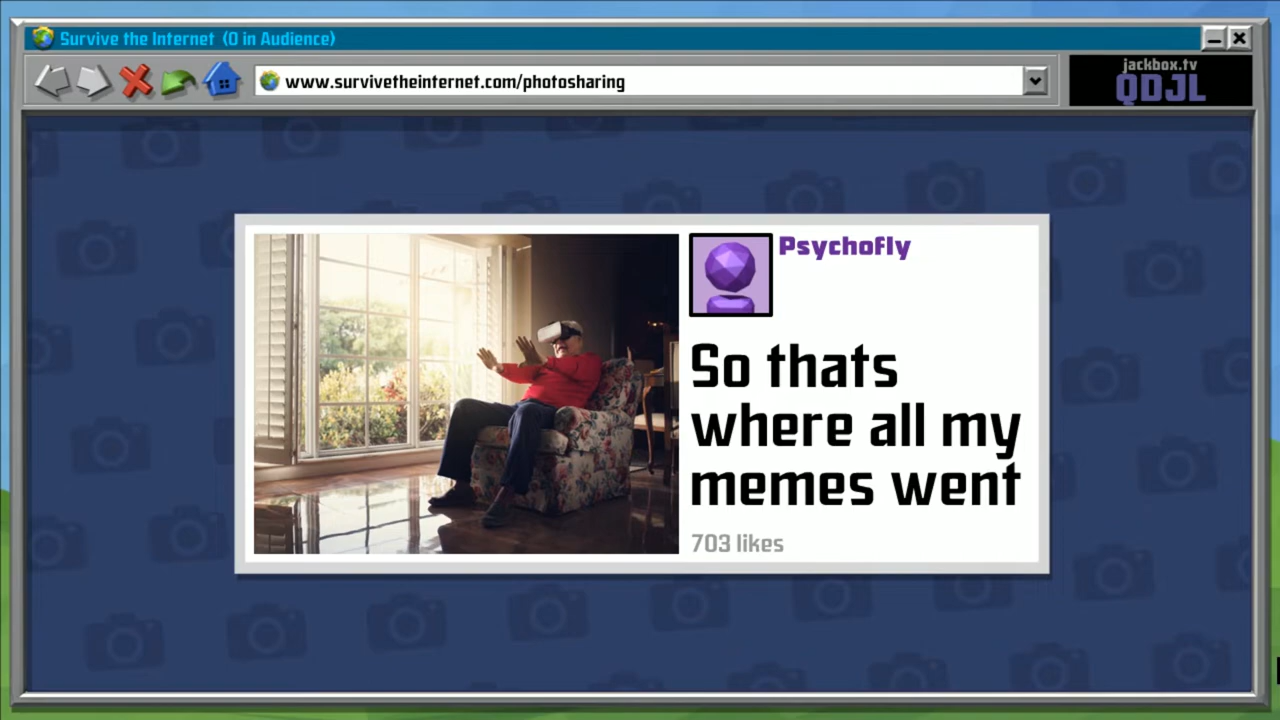 Survive the Internet (0 in Audience)
www.survivetheinternet.com/photosharing
jackbox.tv
QDJL
Psychofly
So thats
where all my
memes went
703 likes